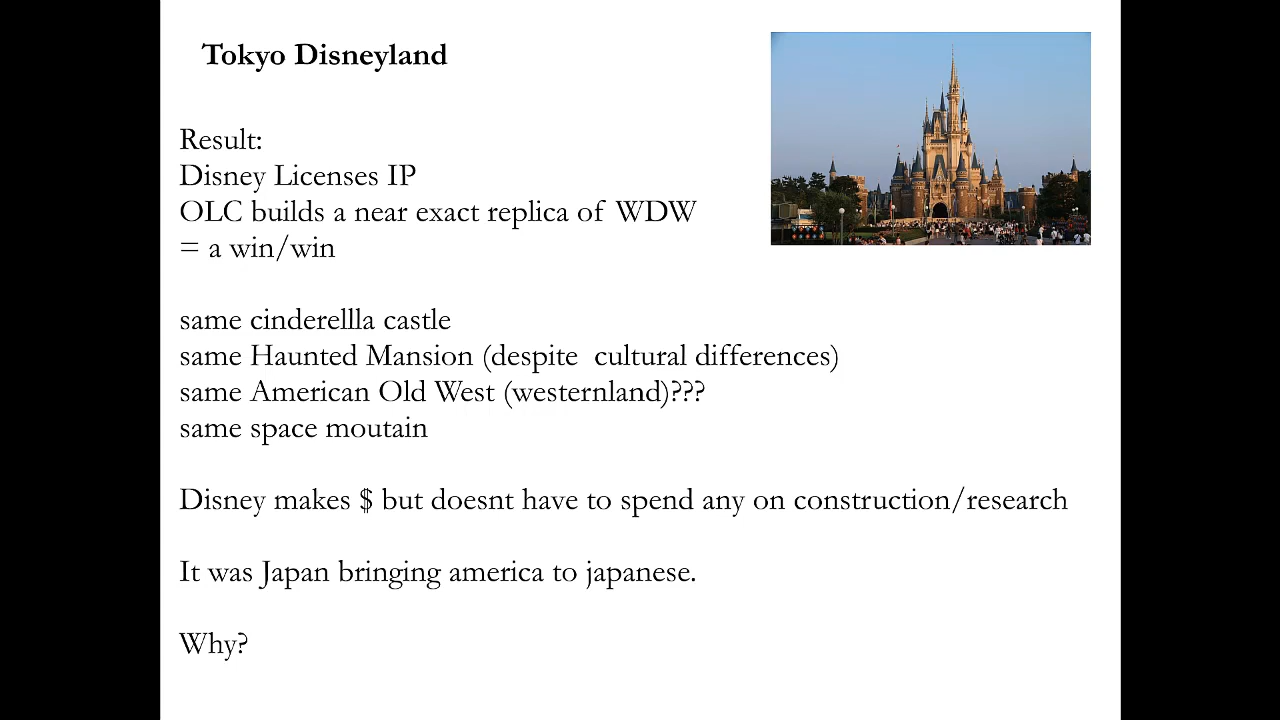 Tokyo Disneyland
Result:
Disney Licenses IP
OLC builds a near exact replica of WDW
= a win/win
same cinderellla castle
same Haunted Mansion (despite cultural differences)
same American Old West (westernland)???
same space moutain
Disney makes $ but doesnt have to spend any on construction/research
It was Japan bringing america to japanese.
Why?